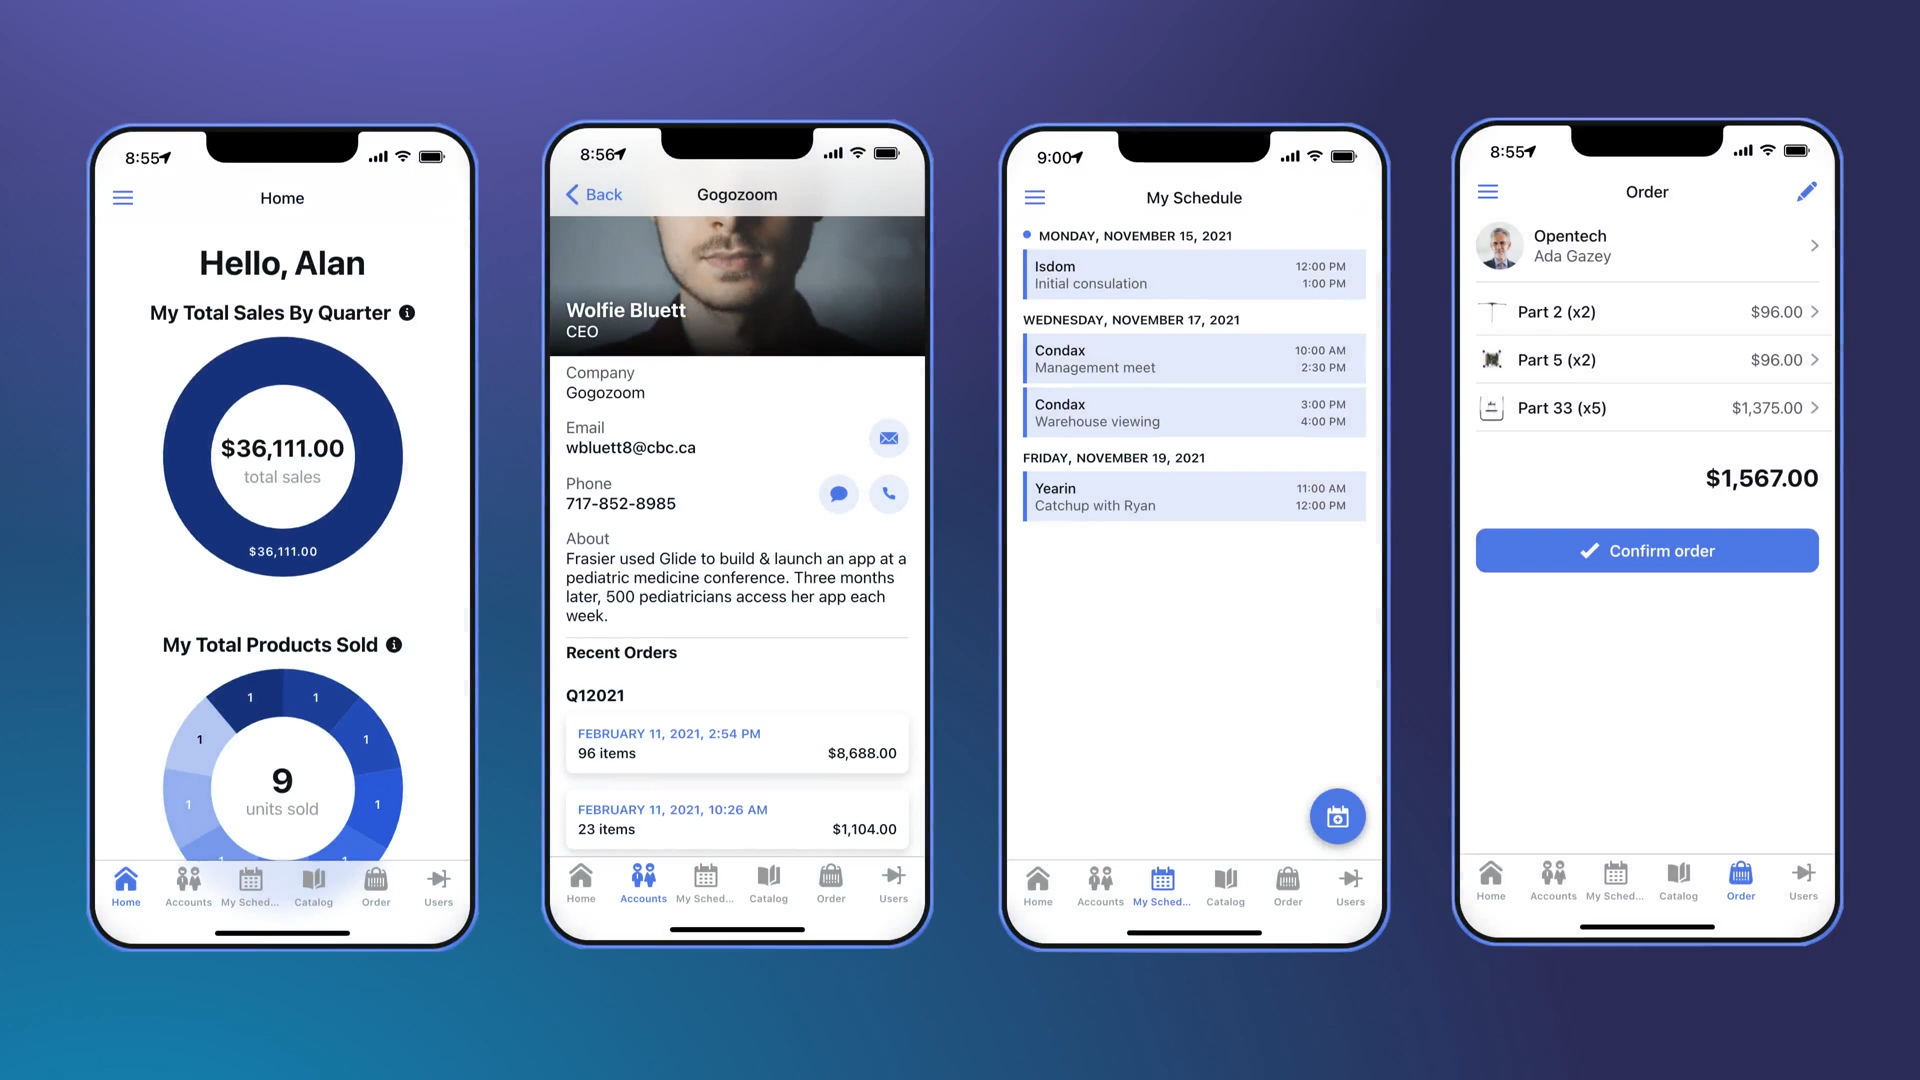 8:55
Home
Hello, Alan
My Total Sales By Quarter
$36,111.00
total sales
$36,111.00
My Total Products Sold
1 1
1 1
1 1
9
units sold
1 1
Home Accounts My Sched... Catalog Order Users
8:56
Back Gogozoom
Wolfie Bluett
CEO
Company
Gogozoom
Email
wbluett8@cbc.ca
Phone
717-852-8985
About
Frasier used Glide to build & launch an app at a
pediatric medicine conference. Three months
later, 500 pediatricians access her app each
week.
Recent Orders
Q12021
FEBRUARY 11, 2021, 2:54 PM
96 items $8,688.00
FEBRUARY 11, 2021, 10:26 AM
23 items $1,104.00
Home Accounts My Sched... Catalog Order Users
9:00
My Schedule
MONDAY, NOVEMBER 15, 2021
Isdom 12:00 PM
Initial consulation 1:00 PM
WEDNESDAY, NOVEMBER 17, 2021
Condax 10:00 AM
Management meet 2:30 PM
Condax 3:00 PM
Warehouse viewing 4:00 PM
FRIDAY, NOVEMBER 19, 2021
Yearin 11:00 AM
Catchup with Ryan 12:00 PM
Home Accounts My Sched... Catalog Order Users
8:55
Order
Opentech
Ada Gazey
Part 2 (x2) $96.00
Part 5 (x2) $96.00
Part 33 (x5) $1,375.00
$1,567.00
Confirm order
Home Accounts My Sched... Catalog Order Users